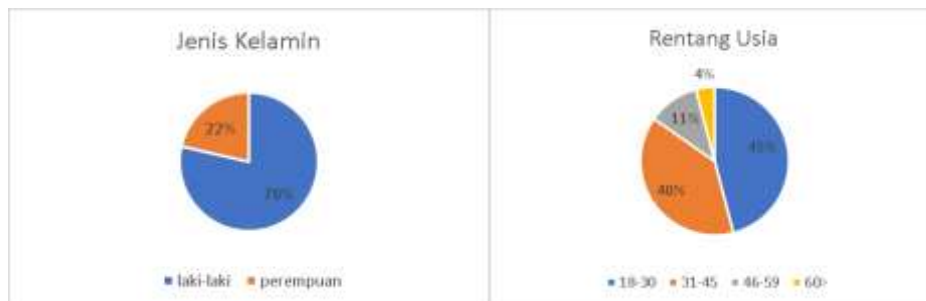 Jenis Kelamin
22%
78%
laki-laki perempuan
Rentang Usia
4%
11%
45%
40%
18-30 31-45 46-59 60>